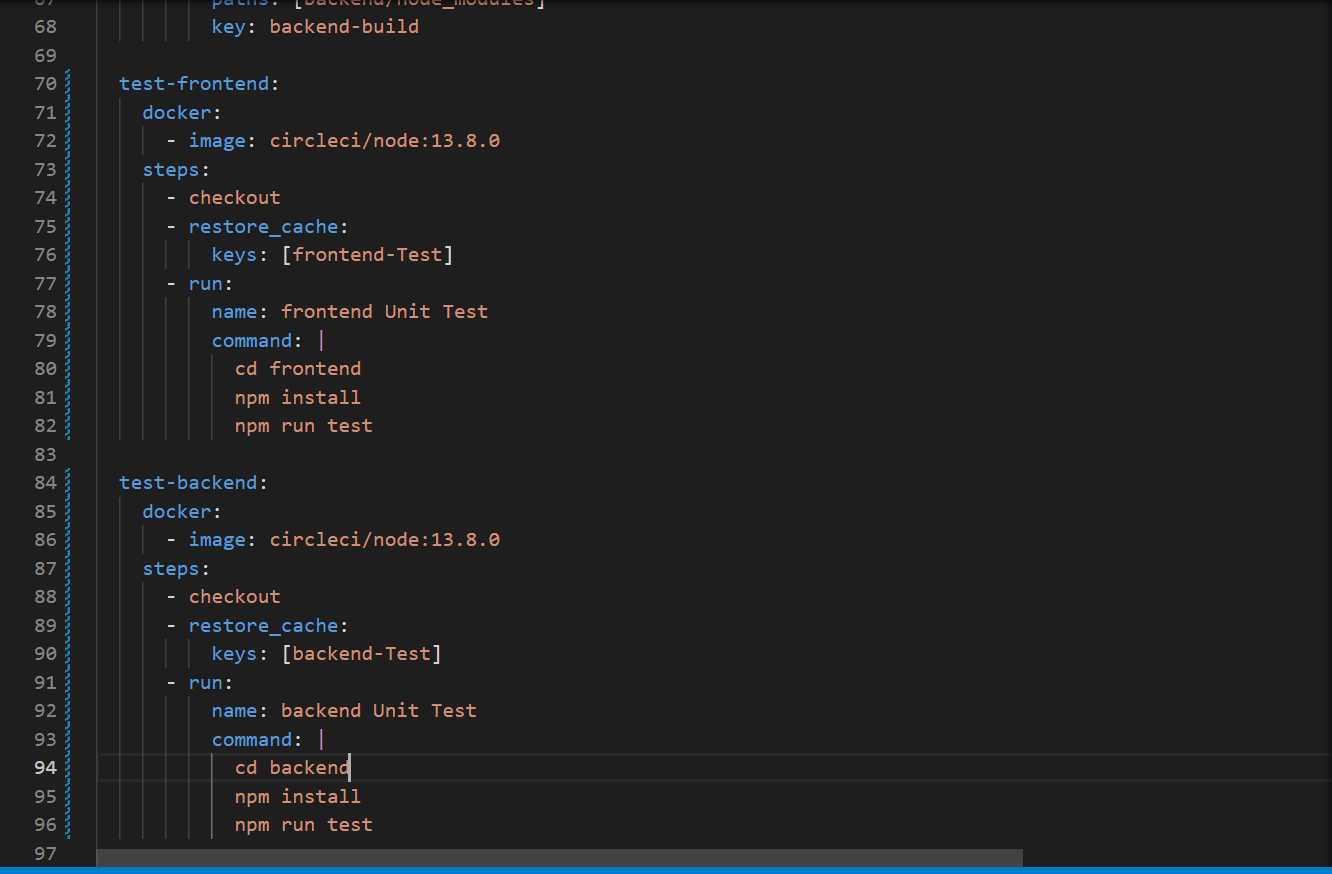 67 paths: [backend/node_modules]
68 key: backend-build
69
70 test-frontend:
71 docker:
72 - image: circleci/node:13.8.0
73 steps:
74 - checkout
75 - restore_cache:
76 keys: [frontend-Test]
77 - run:
78 name: frontend Unit Test
79 command: |
80 cd frontend
81 npm install
82 npm run test
83
84 test-backend:
85 docker:
86 - image: circleci/node:13.8.0
87 steps:
88 - checkout
89 - restore_cache:
90 keys: [backend-Test]
91 - run:
92 name: backend Unit Test
93 command: |
94 cd backend
95 npm install
96 npm run test
97